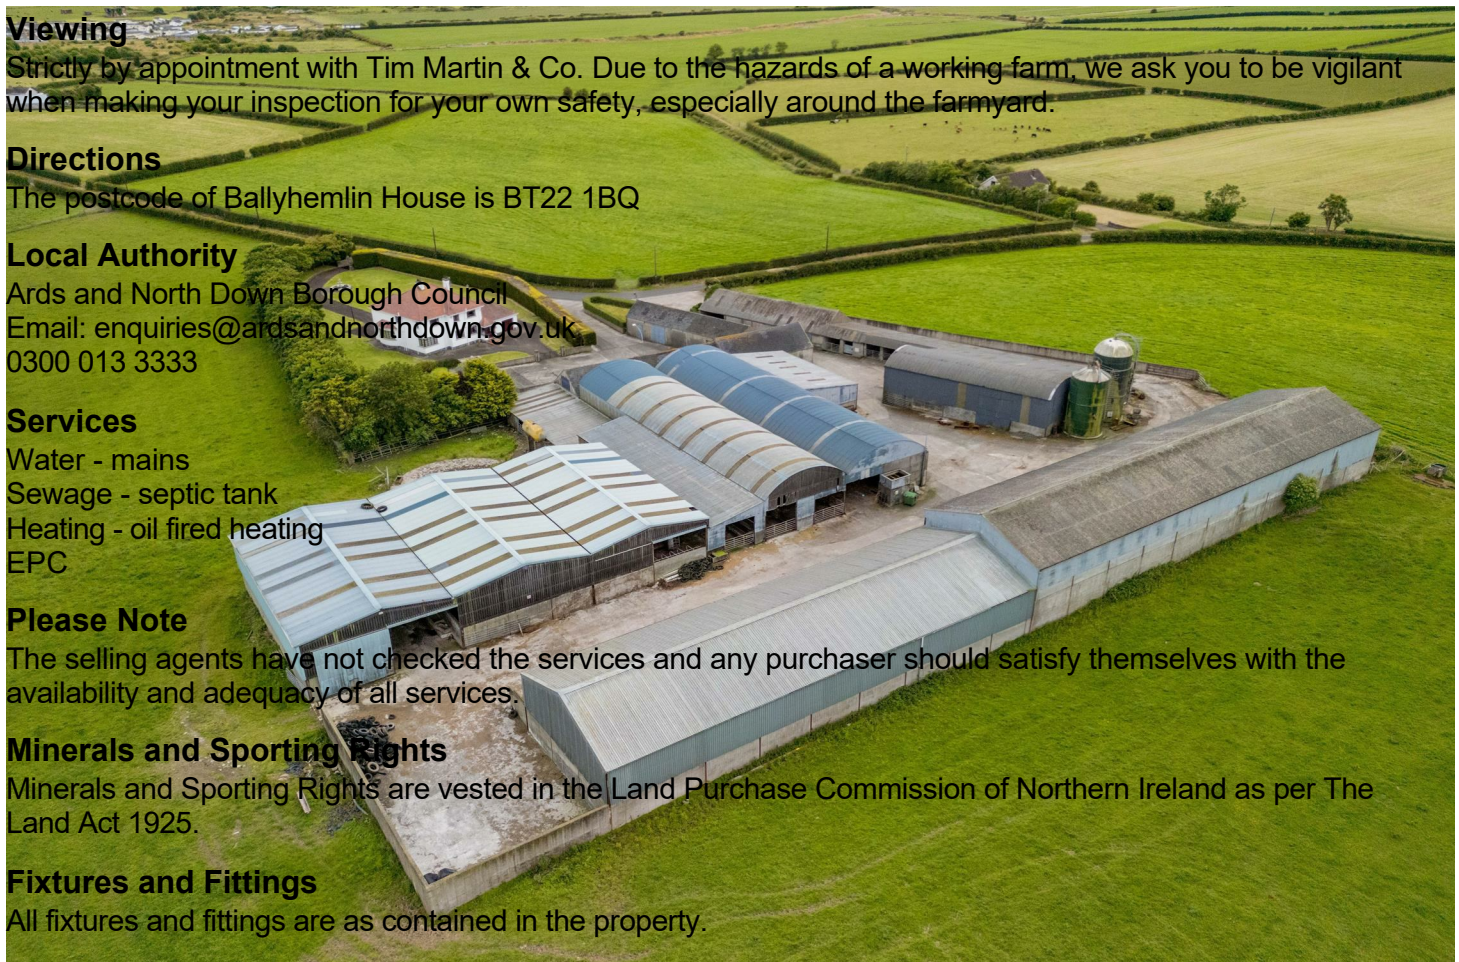 Viewing
Strictly by appointment with Tim Martin & Co. Due to the hazards of a working farm, we ask you to be vigilant
when making your inspection for your own safety, especially around the farmyard.
Directions
The postcode of Ballyhemlin House is BT22 1BQ
Local Authority
Ards and North Down Borough Council
Email: enquiries@ardsandnorthdown.gov.uk
0300 013 3333
Services
Water - mains
Sewage - septic tank
Heating - oil fired heating
EPC
Please Note
The selling agents have not checked the services and any purchaser should satisfy themselves with the
availability and adequacy of all services.
Minerals and Sporting Rights
Minerals and Sporting Rights are vested in the Land Purchase Commission of Northern Ireland as per The
Land Act 1925.
Fixtures and Fittings
All fixtures and fittings are as contained in the property.